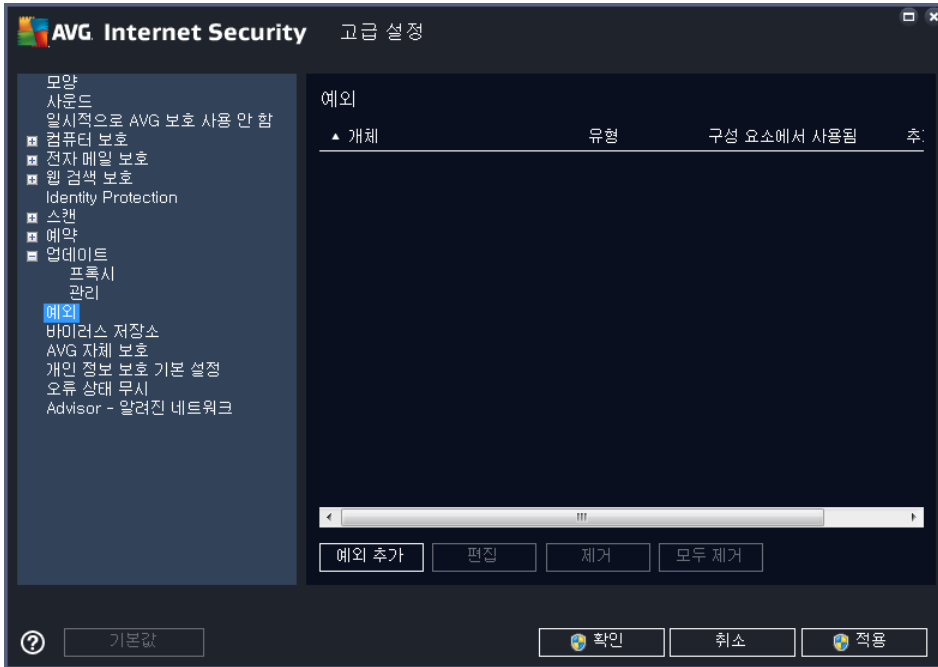 AVG Internet Security 고급 설정
모양
사운드
일시적으로 AVG 보호 사용 안 함
컴퓨터 보호
전자 메일 보호
웹 검색 보호
Identity Protection
스캔
예약
업데이트
프록시
관리
예외
바이러스 저장소
AVG 자체 보호
개인 정보 보호 기본 설정
오류 상태 무시
Advisor - 알려진 네트워크
예외
개체 유형 구성 요소에서 사용됨
예외 추가 편집 제거 모두 제거
기본값 확인 취소 적용